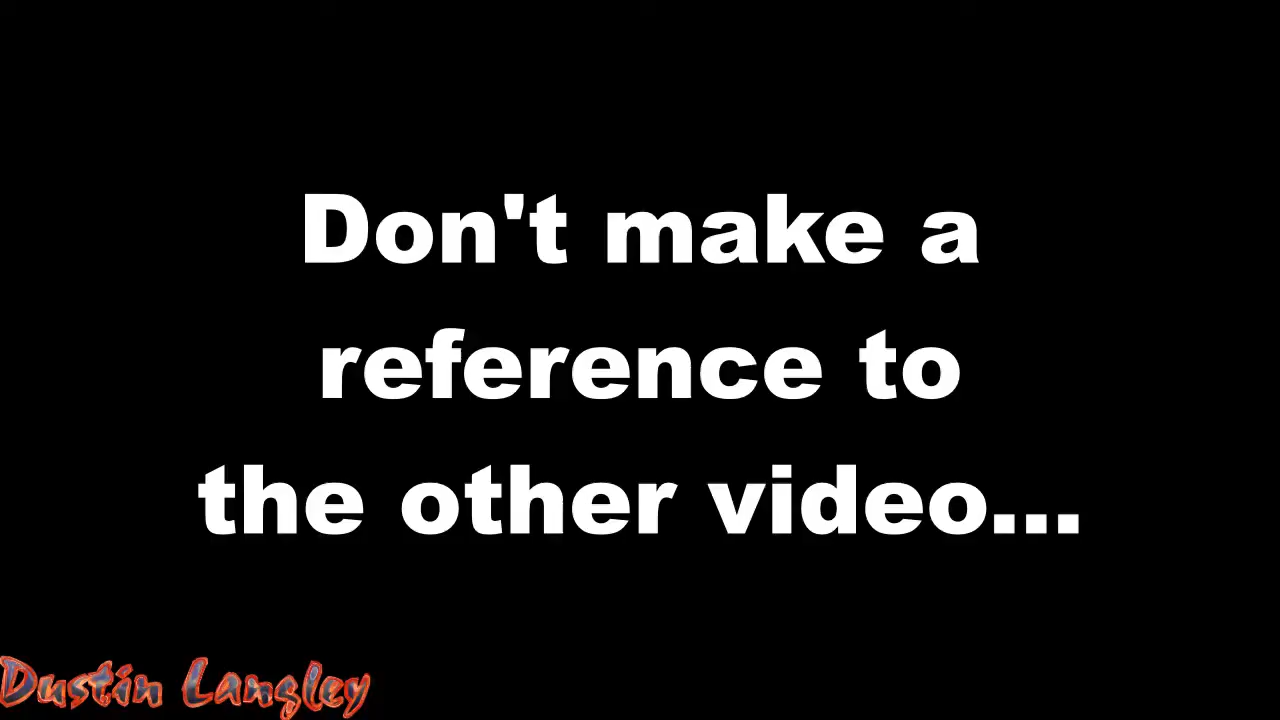 Don't make a
reference to
the other video...
Dustin Langley